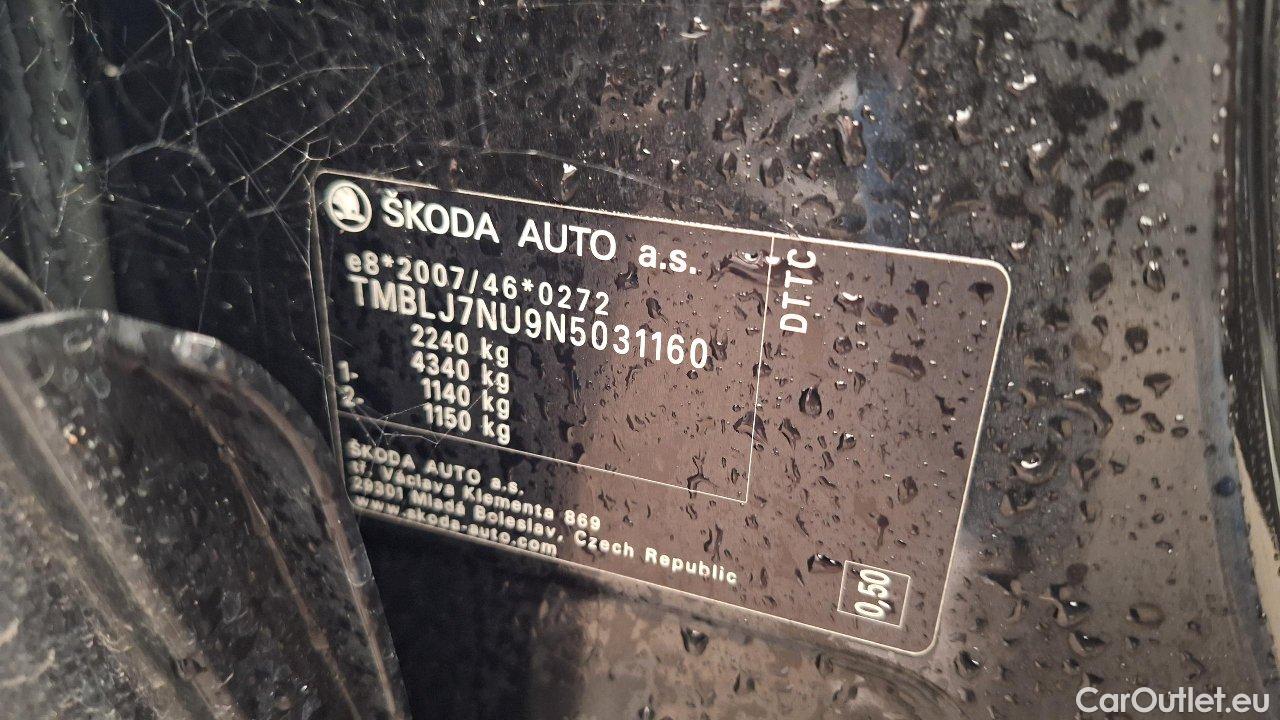 ŠKODA AUTO a.s.
e8*2007/46*0272
TMBLJ7NU9N5031160
2240 kg
4340 kg
1- 1140 kg
2- 1150 kg
DTTC
ŠKODA AUTO a.s.
tř. Václava Klementa 869
29301 Mladá Boleslav, Czech Republic
www.skoda-auto.com
0,50
CarOutlet.eu